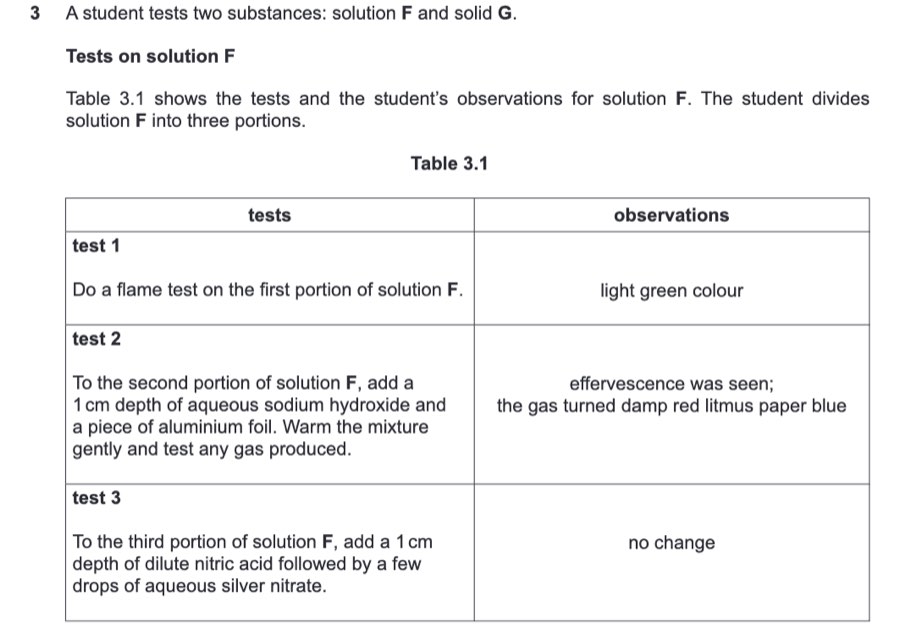 3 A student tests two substances: solution F and solid G.
Tests on solution F
Table 3.1 shows the tests and the student's observations for solution F. The student divides
solution F into three portions.
Table 3.1
tests observations
test 1
Do a flame test on the first portion of solution F. light green colour
test 2
To the second portion of solution F, add a
1 cm depth of aqueous sodium hydroxide and
a piece of aluminium foil. Warm the mixture
gently and test any gas produced.
effervescence was seen;
the gas turned damp red litmus paper blue
test 3
To the third portion of solution F, add a 1 cm
depth of dilute nitric acid followed by a few
drops of aqueous silver nitrate.
no change